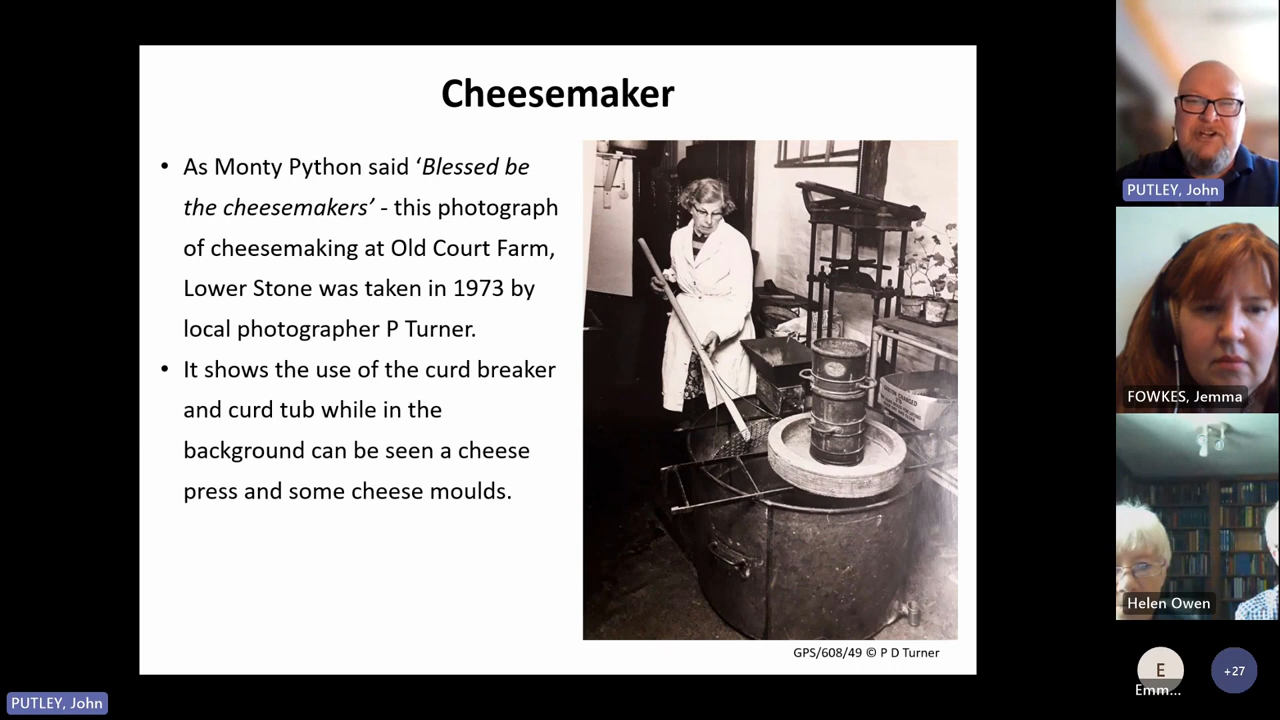 Cheesemaker
• As Monty Python said ‘Blessed be
the cheesemakers’ - this photograph
of cheesemaking at Old Court Farm,
Lower Stone was taken in 1973 by
local photographer P Turner.
• It shows the use of the curd breaker
and curd tub while in the
background can be seen a cheese
press and some cheese moulds.
GPS/608/49 © P D Turner
PUTLEY, John
FOWKES, Jemma
Helen Owen
E
Emm...
+27
PUTLEY, John